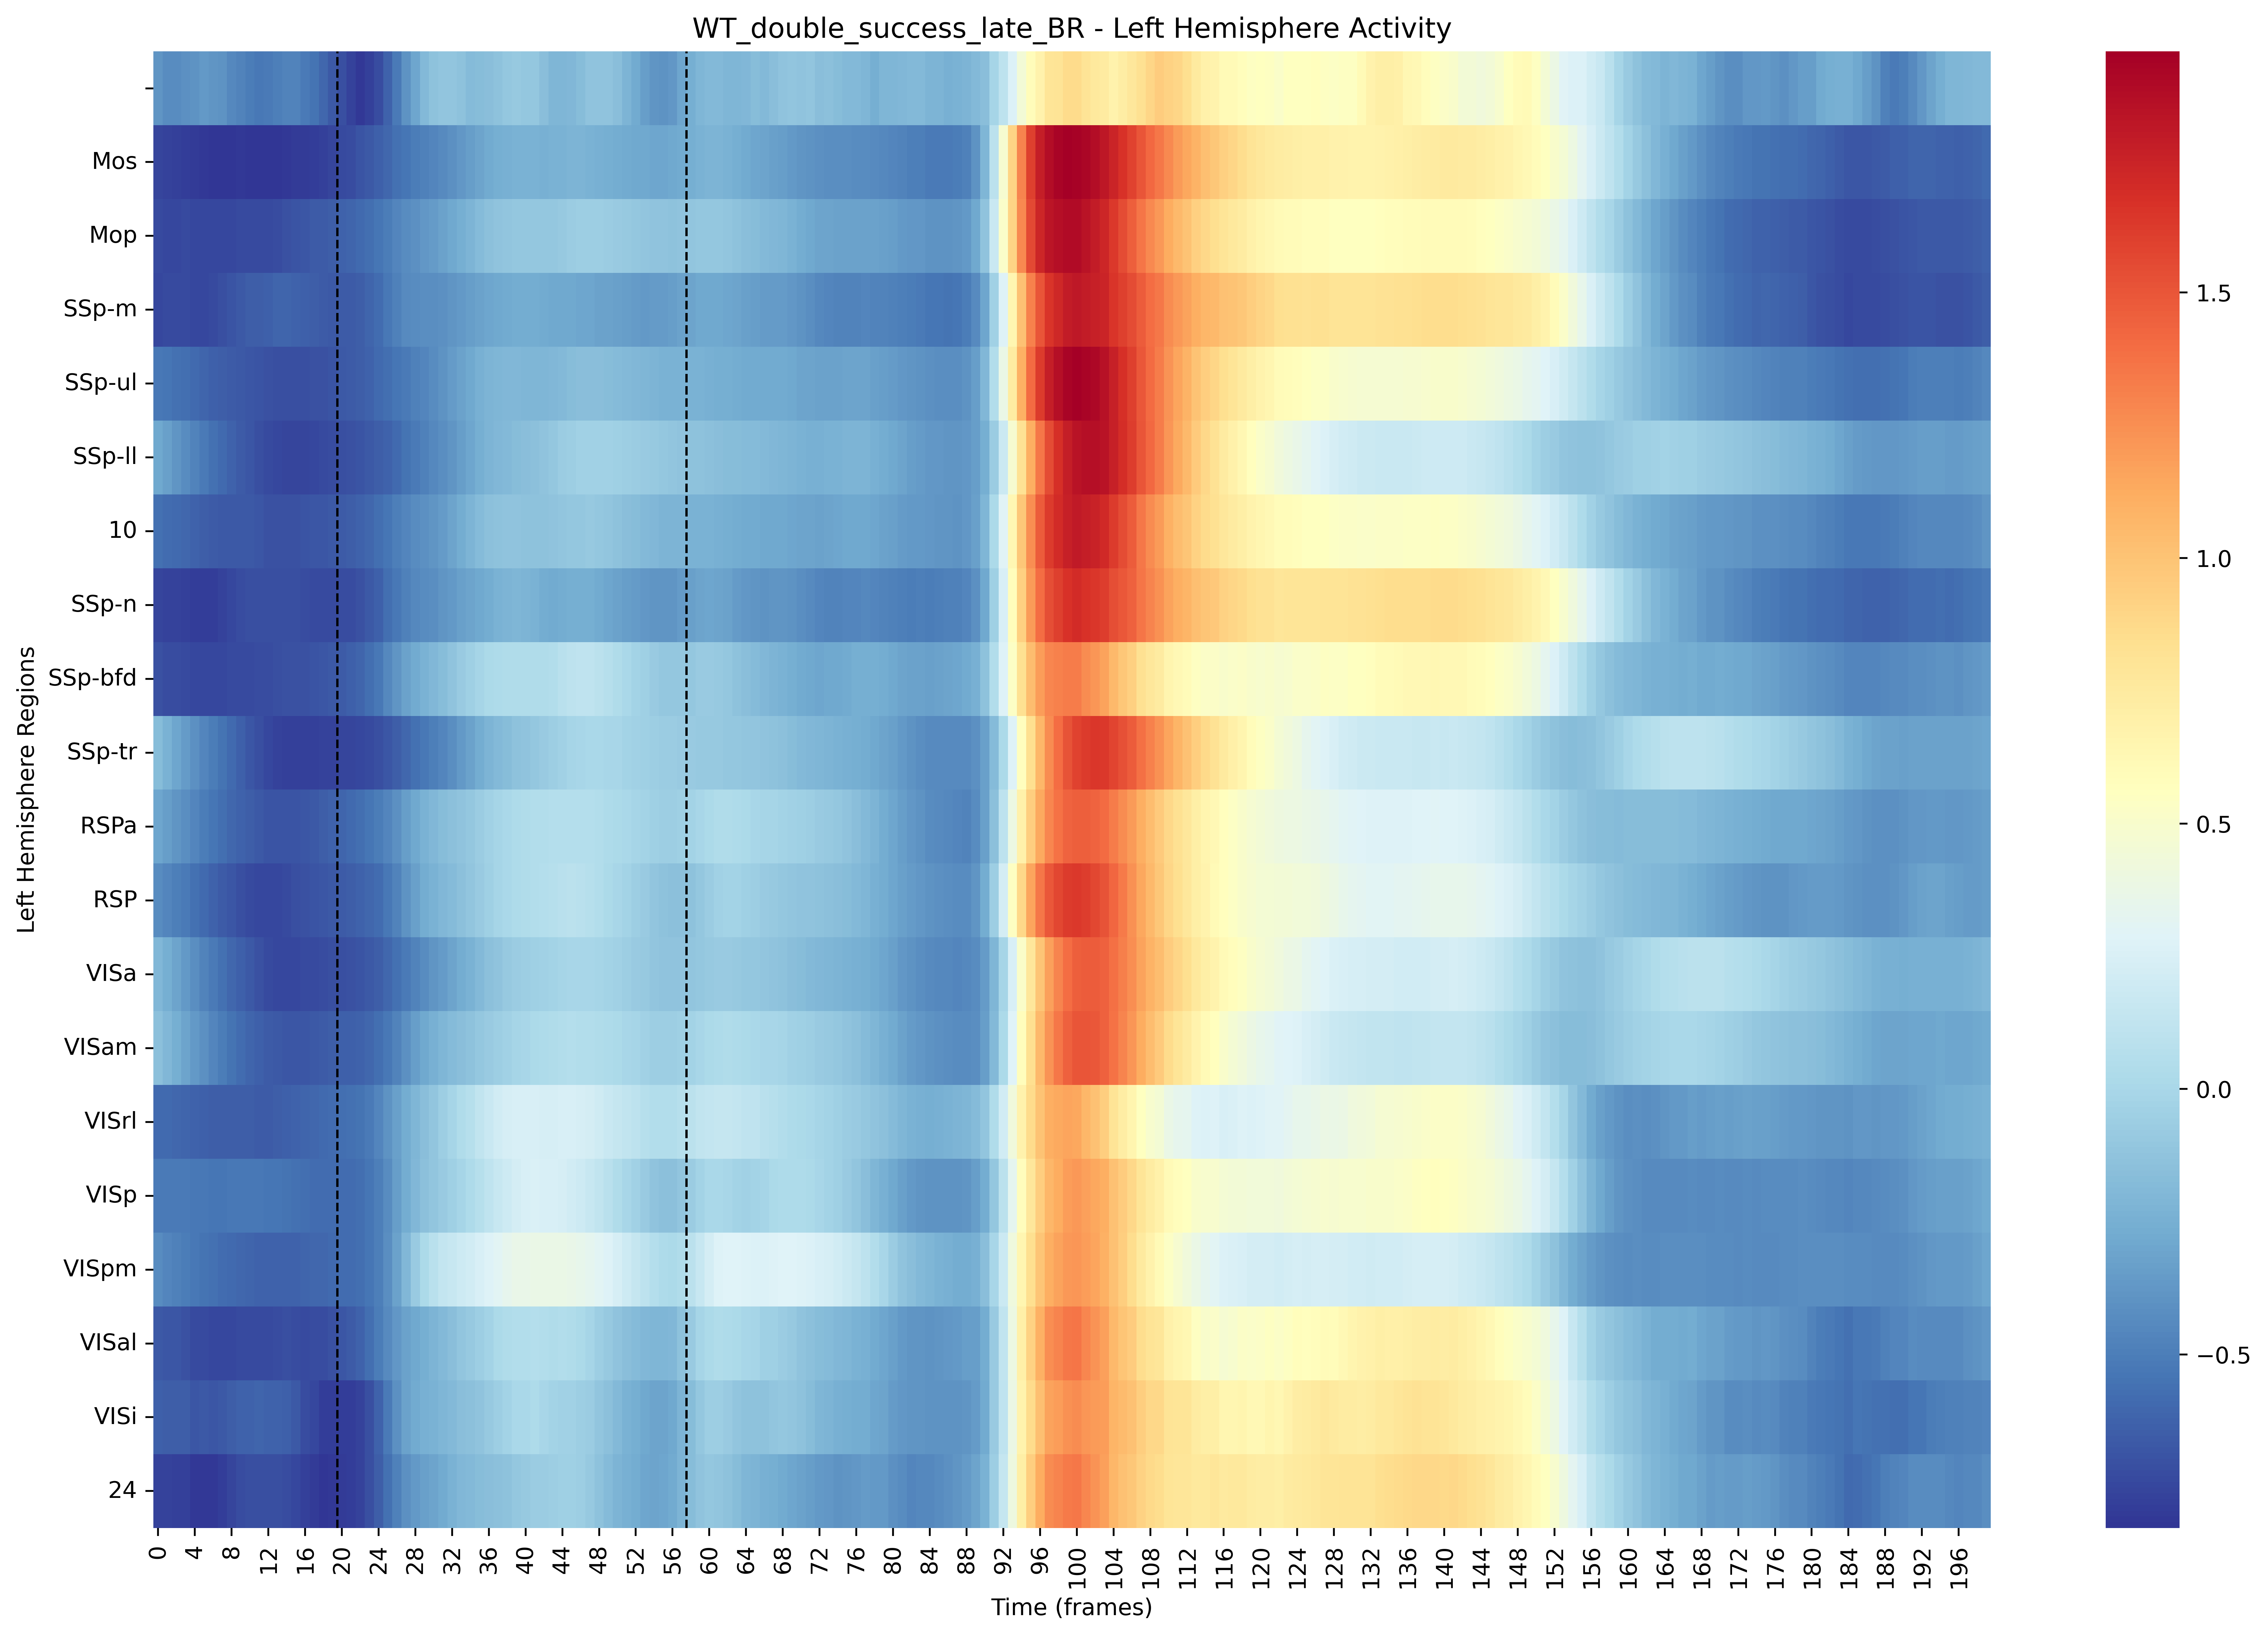 WT_double_success_late_BR - Left Hemisphere Activity
Left Hemisphere Regions
Mos
Mop
SSp-m
SSp-ul
SSp-ll
10
SSp-n
SSp-bfd
SSp-tr
RSPa
RSP
VISa
VISam
VISrl
VISp
VISpm
VISal
VISi
24
0 4 8 12 16 20 24 28 32 36 40 44 48 52 56 60 64 68 72 76 80 84 88 92 96 100 104 108 112 116 120 124 128 132 136 140 144 148 152 156 160 164 168 172 176 180 184 188 192 196
Time (frames)
1.5
1.0
0.5
0.0
−0.5